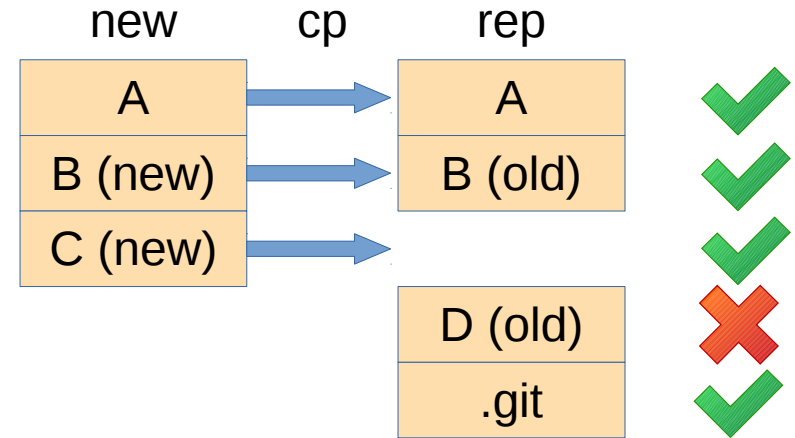 new cp rep
A A
B (new) B (old)
C (new)
D (old)
.git